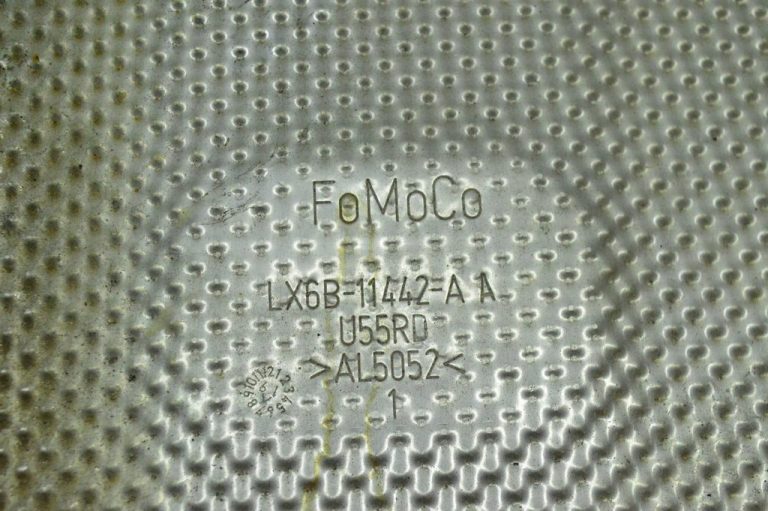 FoMoCo
LX6B-11442-A A
U55RD
>AL5052<
1